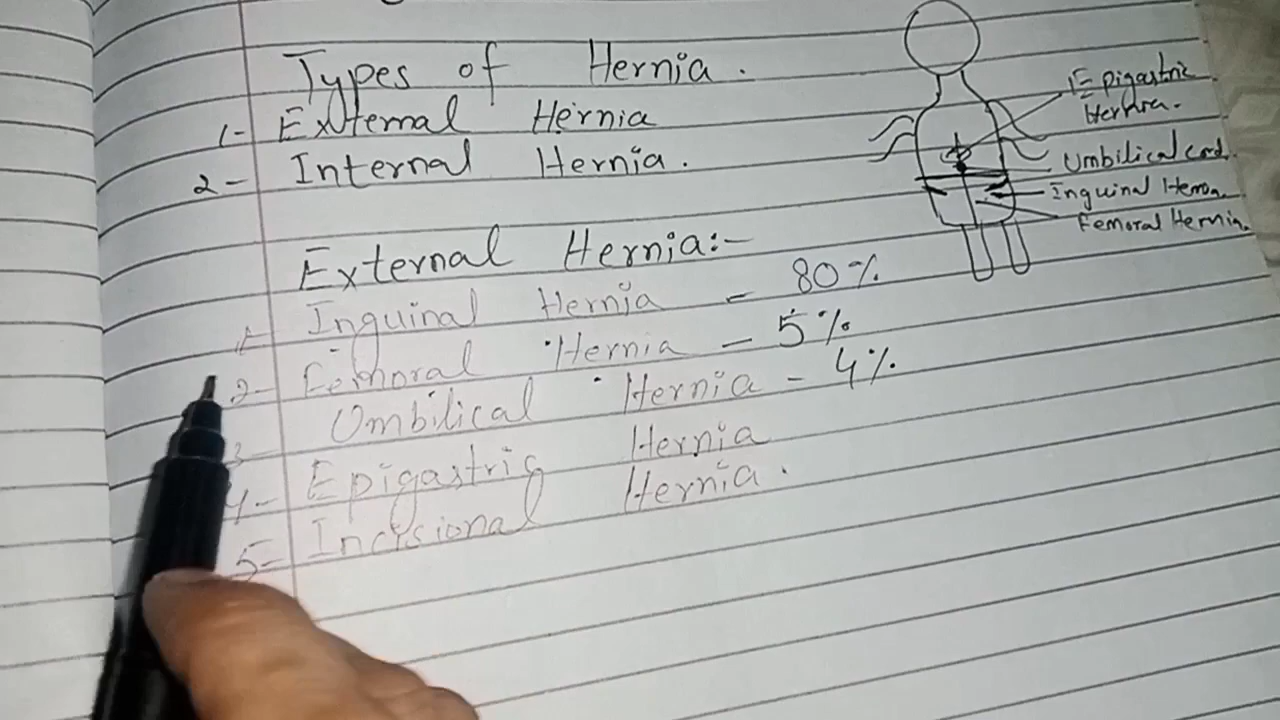 Types of Hernia.
1- External Hernia
2- Internal Hernia.
External Hernia:-
1- Inguinal Hernia - 80%
2- Femoral Hernia - 5%
3- Umbilical Hernia - 4%
4- Epigastric Hernia
5- Incisional Hernia.
Epigastric
Hernia.
Umbilical cord.
Inguinal Hernia
Femoral Hernia.